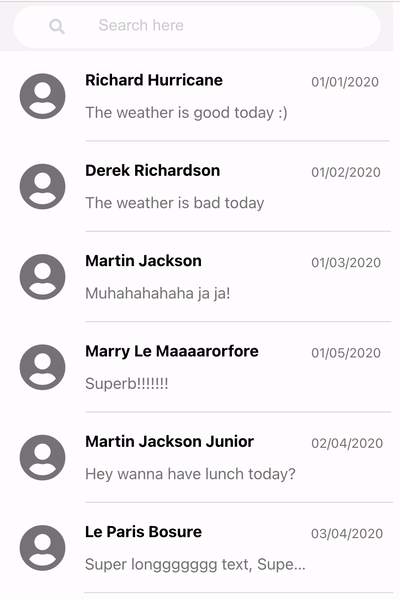 Search here
Richard Hurricane 01/01/2020
The weather is good today :)
Derek Richardson 01/02/2020
The weather is bad today
Martin Jackson 01/03/2020
Muhahahahaha ja ja!
Marry Le Maaaarorfore 01/05/2020
Superb!!!!!!!
Martin Jackson Junior 02/04/2020
Hey wanna have lunch today?
Le Paris Bosure 03/04/2020
Super longggggggg text, Supe...